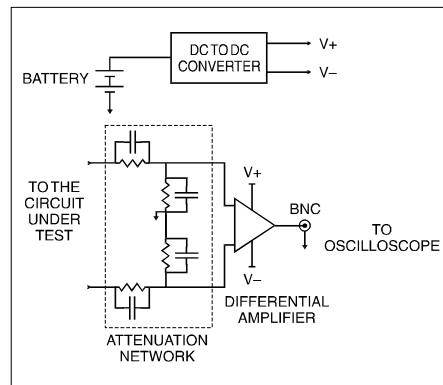 DC TO DC
CONVERTER
V+
V–
BATTERY
TO THE
CIRCUIT
UNDER
TEST
V+
BNC
TO
OSCILLOSCOPE
V–
DIFFERENTIAL
AMPLIFIER
ATTENUATION
NETWORK